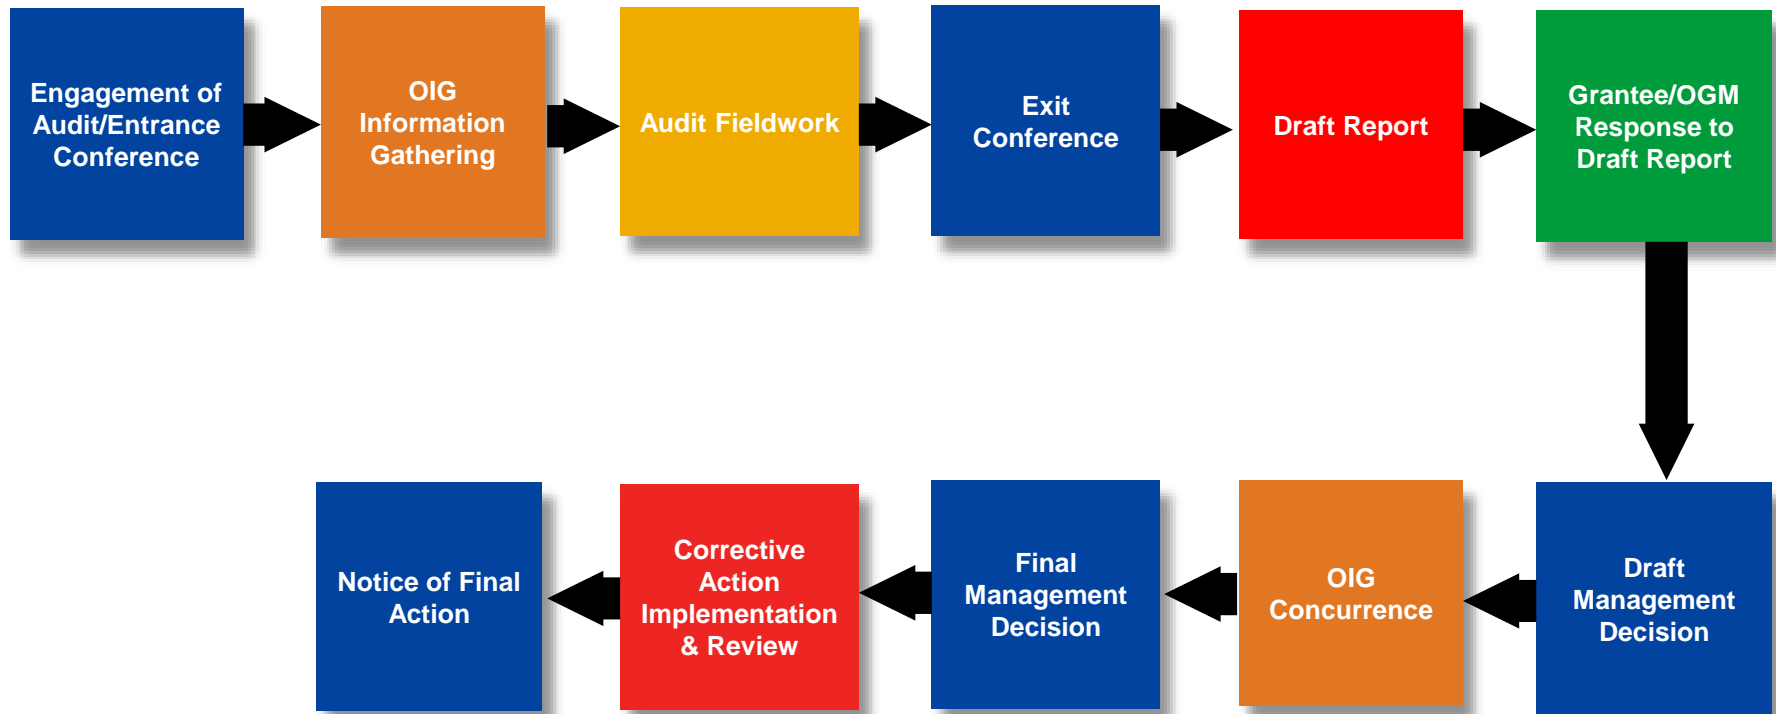 Engagement of
Audit/Entrance
Conference
OIG
Information
Gathering
Audit Fieldwork
Exit
Conference
Draft Report
Grantee/OGM
Response to
Draft Report
Draft
Management
Decision
OIG
Concurrence
Final
Management
Decision
Corrective
Action
Implementation
& Review
Notice of Final
Action